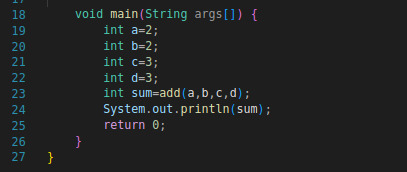 17
18 void main(String args[]) {
19 int a=2;
20 int b=2;
21 int c=3;
22 int d=3;
23 int sum=add(a,b,c,d);
24 System.out.println(sum);
25 return 0;
26 }
27 }